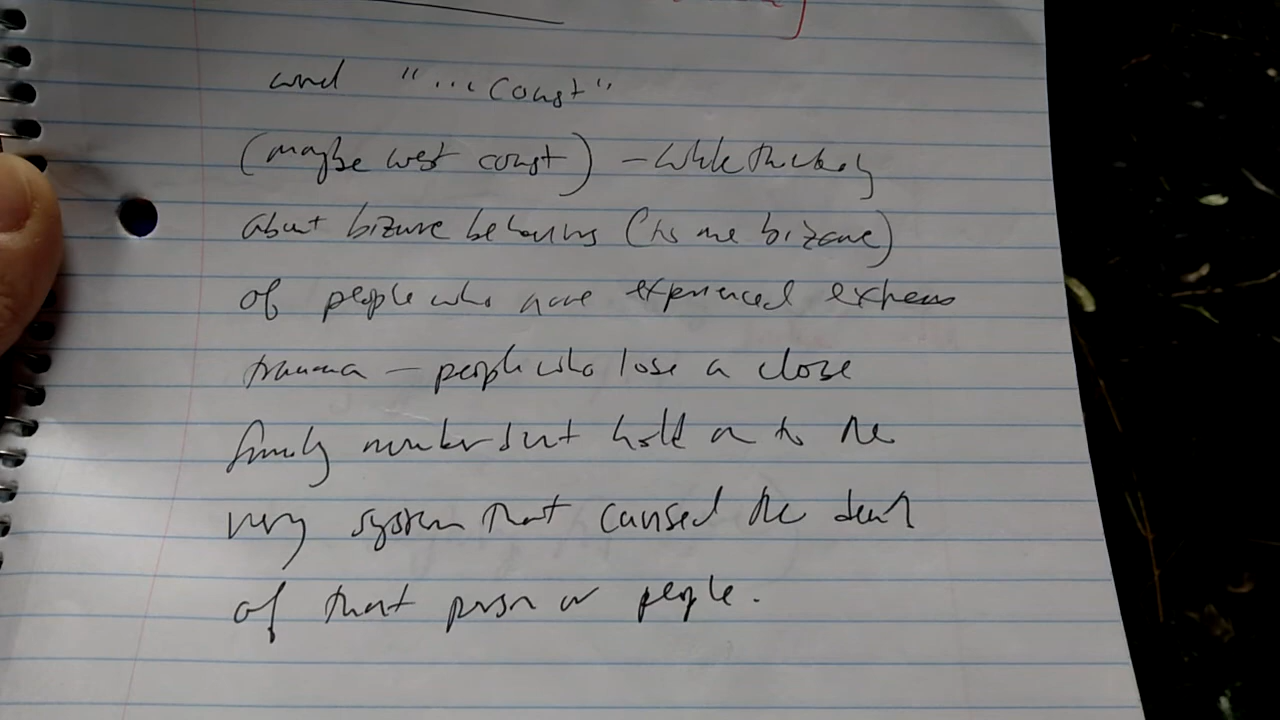 and "... coast"
(maybe west coast) - while thinking
about bizarre behaviors (to me bizarre)
of people who have experienced extreme
trauma - people who lose a close
family member but hold on to the
very system that caused the death
of that person or people.